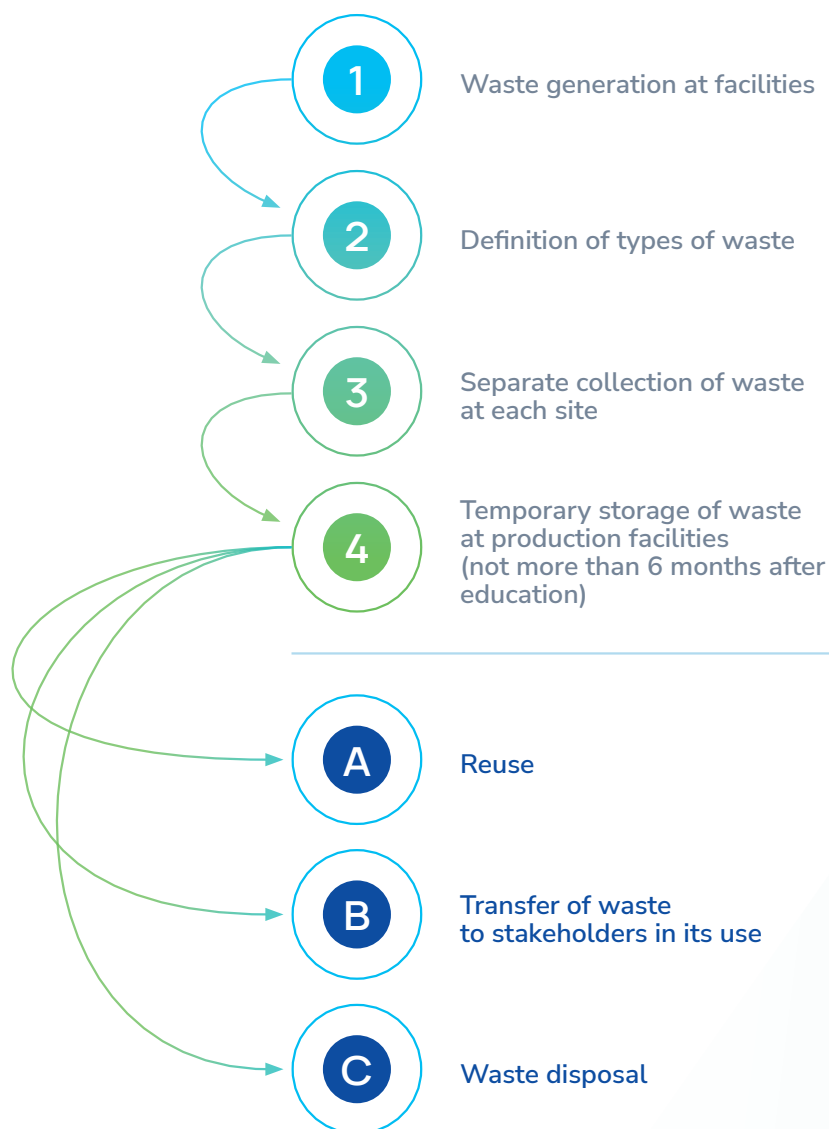 1
Waste generation at facilities
2
Definition of types of waste
3
Separate collection of waste
at each site
4
Temporary storage of waste
at production facilities
(not more than 6 months after
education)
A
Reuse
B
Transfer of waste
to stakeholders in its use
C
Waste disposal